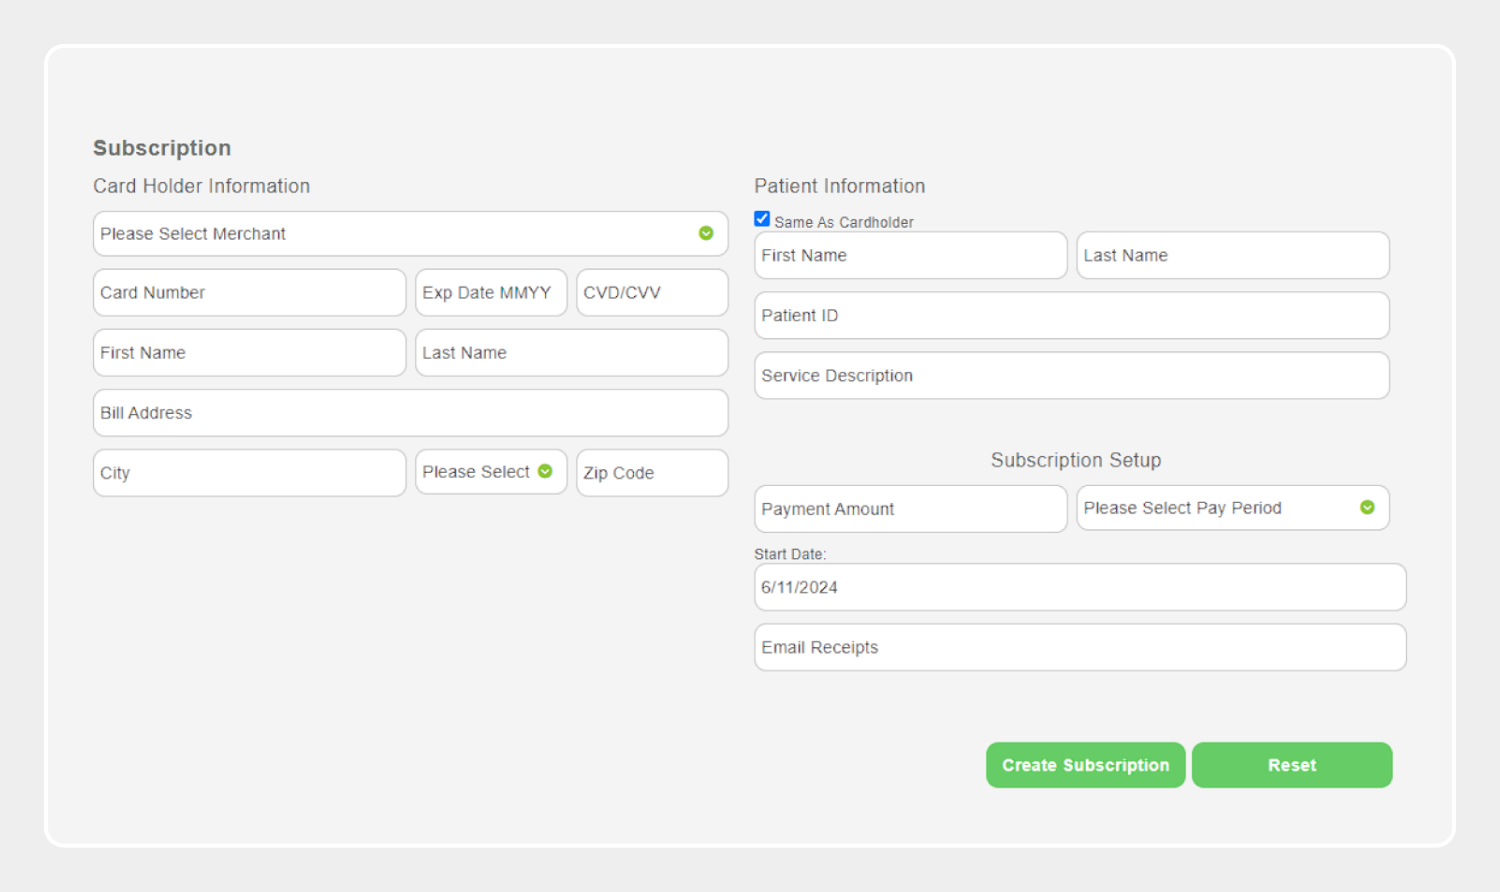 Subscription
Card Holder Information
Please Select Merchant
Card Number
Exp Date MMYY
CVD/CVV
First Name
Last Name
Bill Address
City
Please Select
Zip Code
Patient Information
Same As Cardholder
First Name
Last Name
Patient ID
Service Description
Subscription Setup
Payment Amount
Please Select Pay Period
Start Date:
6/11/2024
Email Receipts
Create Subscription
Reset